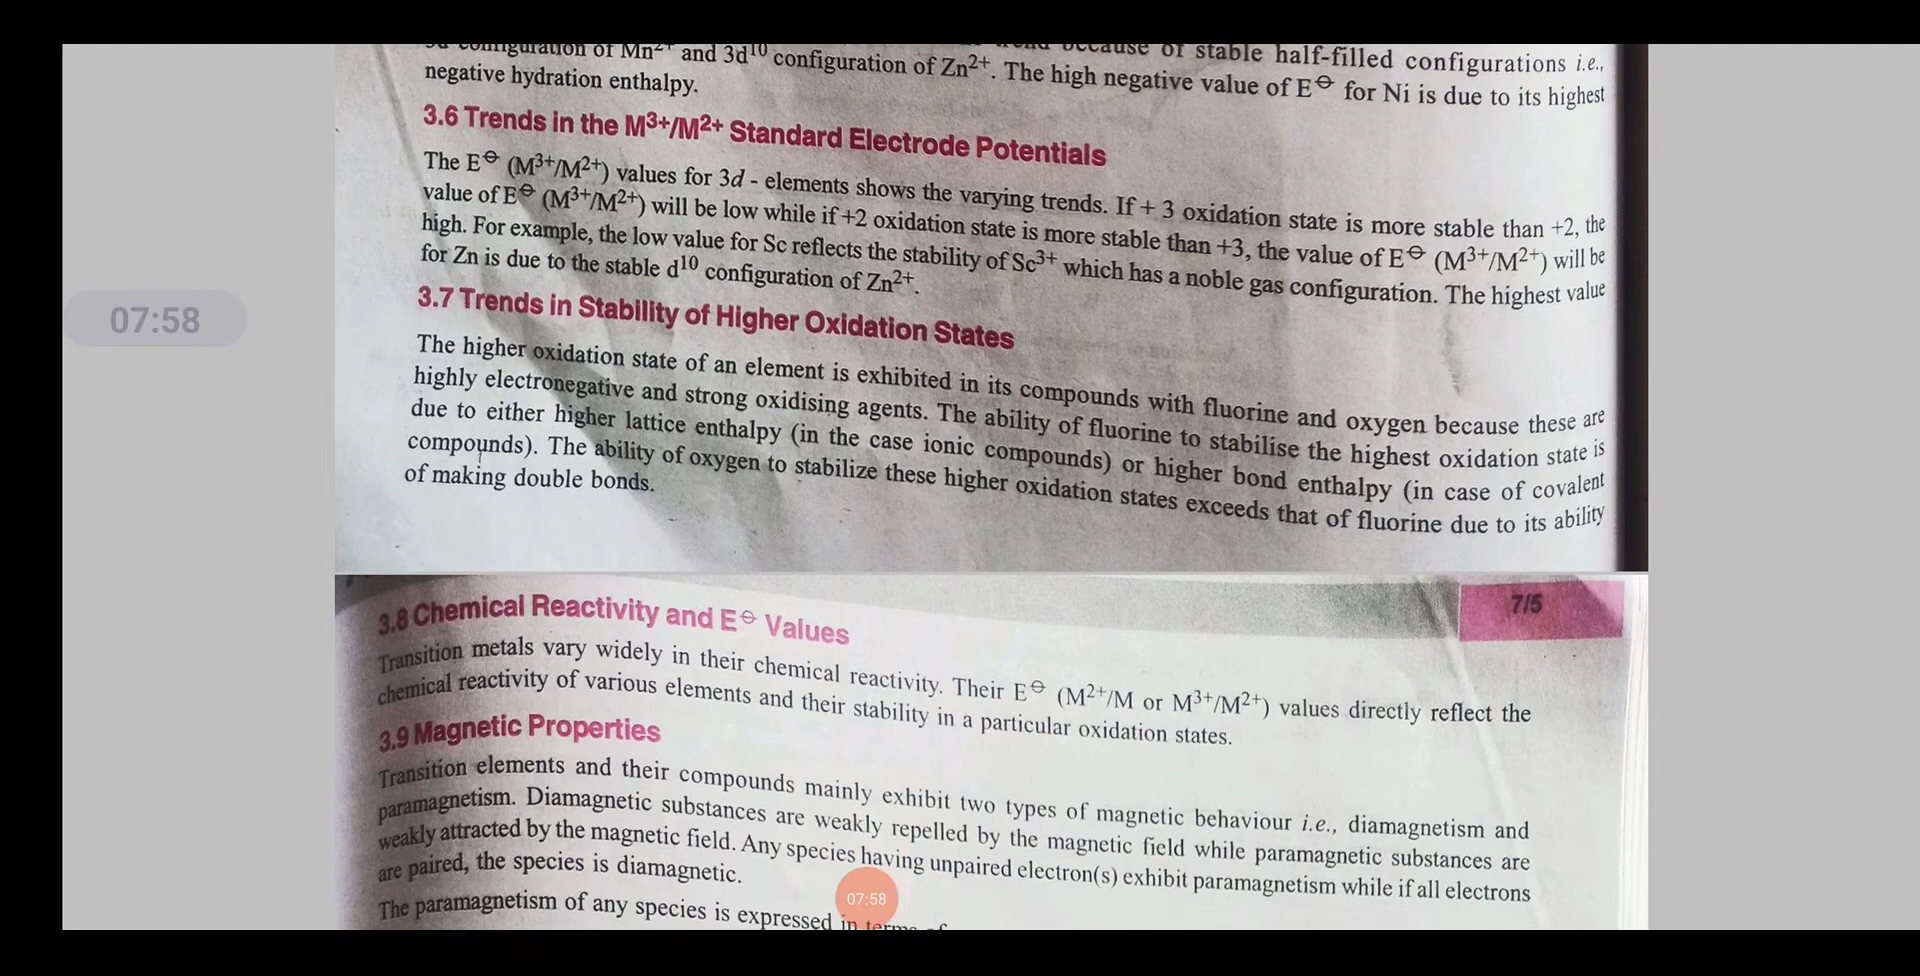 configuration of Mn²⁺ and 3d¹⁰ configuration of Zn²⁺. The high negative value of E⊖ for Ni is due to its highest
because of stable half-filled configurations i.e.,
negative hydration enthalpy.
3.6 Trends in the M³⁺/M²⁺ Standard Electrode Potentials
The E⊖ (M³⁺/M²⁺) values for 3d - elements shows the varying trends. If + 3 oxidation state is more stable than +2, the
value of E⊖ (M³⁺/M²⁺) will be low while if +2 oxidation state is more stable than +3, the value of E⊖ (M³⁺/M²⁺) will be
high. For example, the low value for Sc reflects the stability of Sc³⁺ which has a noble gas configuration. The highest value
for Zn is due to the stable d¹⁰ configuration of Zn²⁺.
07:58
3.7 Trends in Stability of Higher Oxidation States
The higher oxidation state of an element is exhibited in its compounds with fluorine and oxygen because these are
highly electronegative and strong oxidising agents. The ability of fluorine to stabilise the highest oxidation state is
due to either higher lattice enthalpy (in the case ionic compounds) or higher bond enthalpy (in case of covalent
compounds). The ability of oxygen to stabilize these higher oxidation states exceeds that of fluorine due to its ability
of making double bonds.
7/5
3.8 Chemical Reactivity and E⊖ Values
Transition metals vary widely in their chemical reactivity. Their E⊖ (M²⁺/M or M³⁺/M²⁺) values directly reflect the
chemical reactivity of various elements and their stability in a particular oxidation states.
3.9 Magnetic Properties
Transition elements and their compounds mainly exhibit two types of magnetic behaviour i.e., diamagnetism and
paramagnetism. Diamagnetic substances are weakly repelled by the magnetic field while paramagnetic substances are
weakly attracted by the magnetic field. Any species having unpaired electron(s) exhibit paramagnetism while if all electrons
are paired, the species is diamagnetic.
07:58
The paramagnetism of any species is expressed in terms of